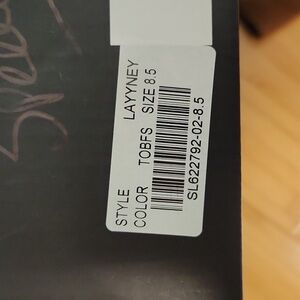 STYLE LAYYNEY
COLOR TOBFS SIZE 8.5
SL622792-02-8.5